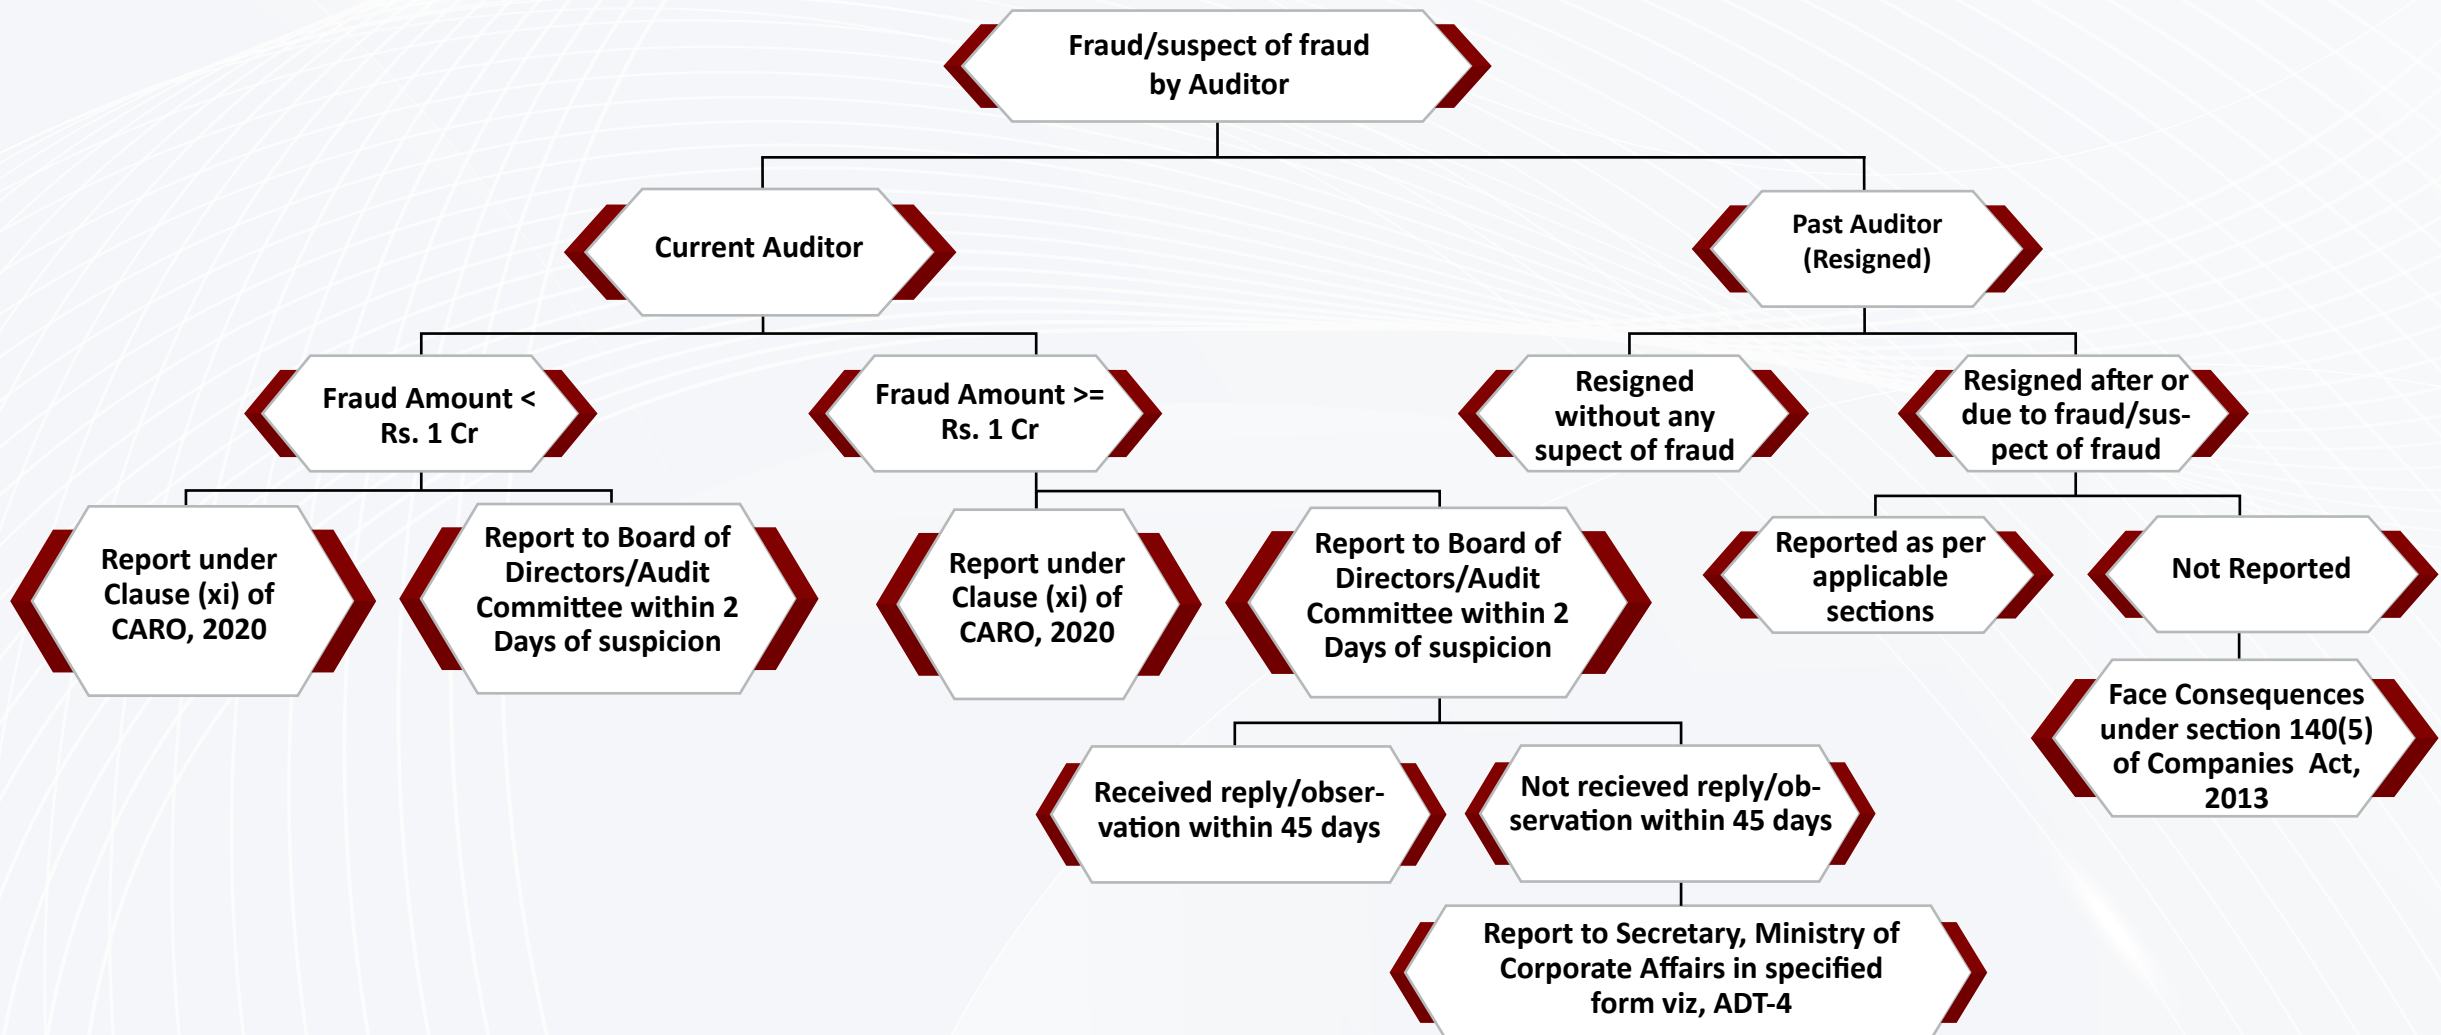 Fraud/suspect of fraud
by Auditor
Current Auditor
Past Auditor
(Resigned)
Fraud Amount <
Rs. 1 Cr
Fraud Amount >=
Rs. 1 Cr
Resigned
without any
supect of fraud
Resigned after or
due to fraud/sus-
pect of fraud
Report under
Clause (xi) of
CARO, 2020
Report to Board of
Directors/Audit
Committee within 2
Days of suspicion
Report under
Clause (xi) of
CARO, 2020
Report to Board of
Directors/Audit
Committee within 2
Days of suspicion
Reported as per
applicable
sections
Not Reported
Received reply/obser-
vation within 45 days
Not recieved reply/ob-
servation within 45 days
Face Consequences
under section 140(5)
of Companies  Act,
2013
Report to Secretary, Ministry of
Corporate Affairs in specified
form viz, ADT-4